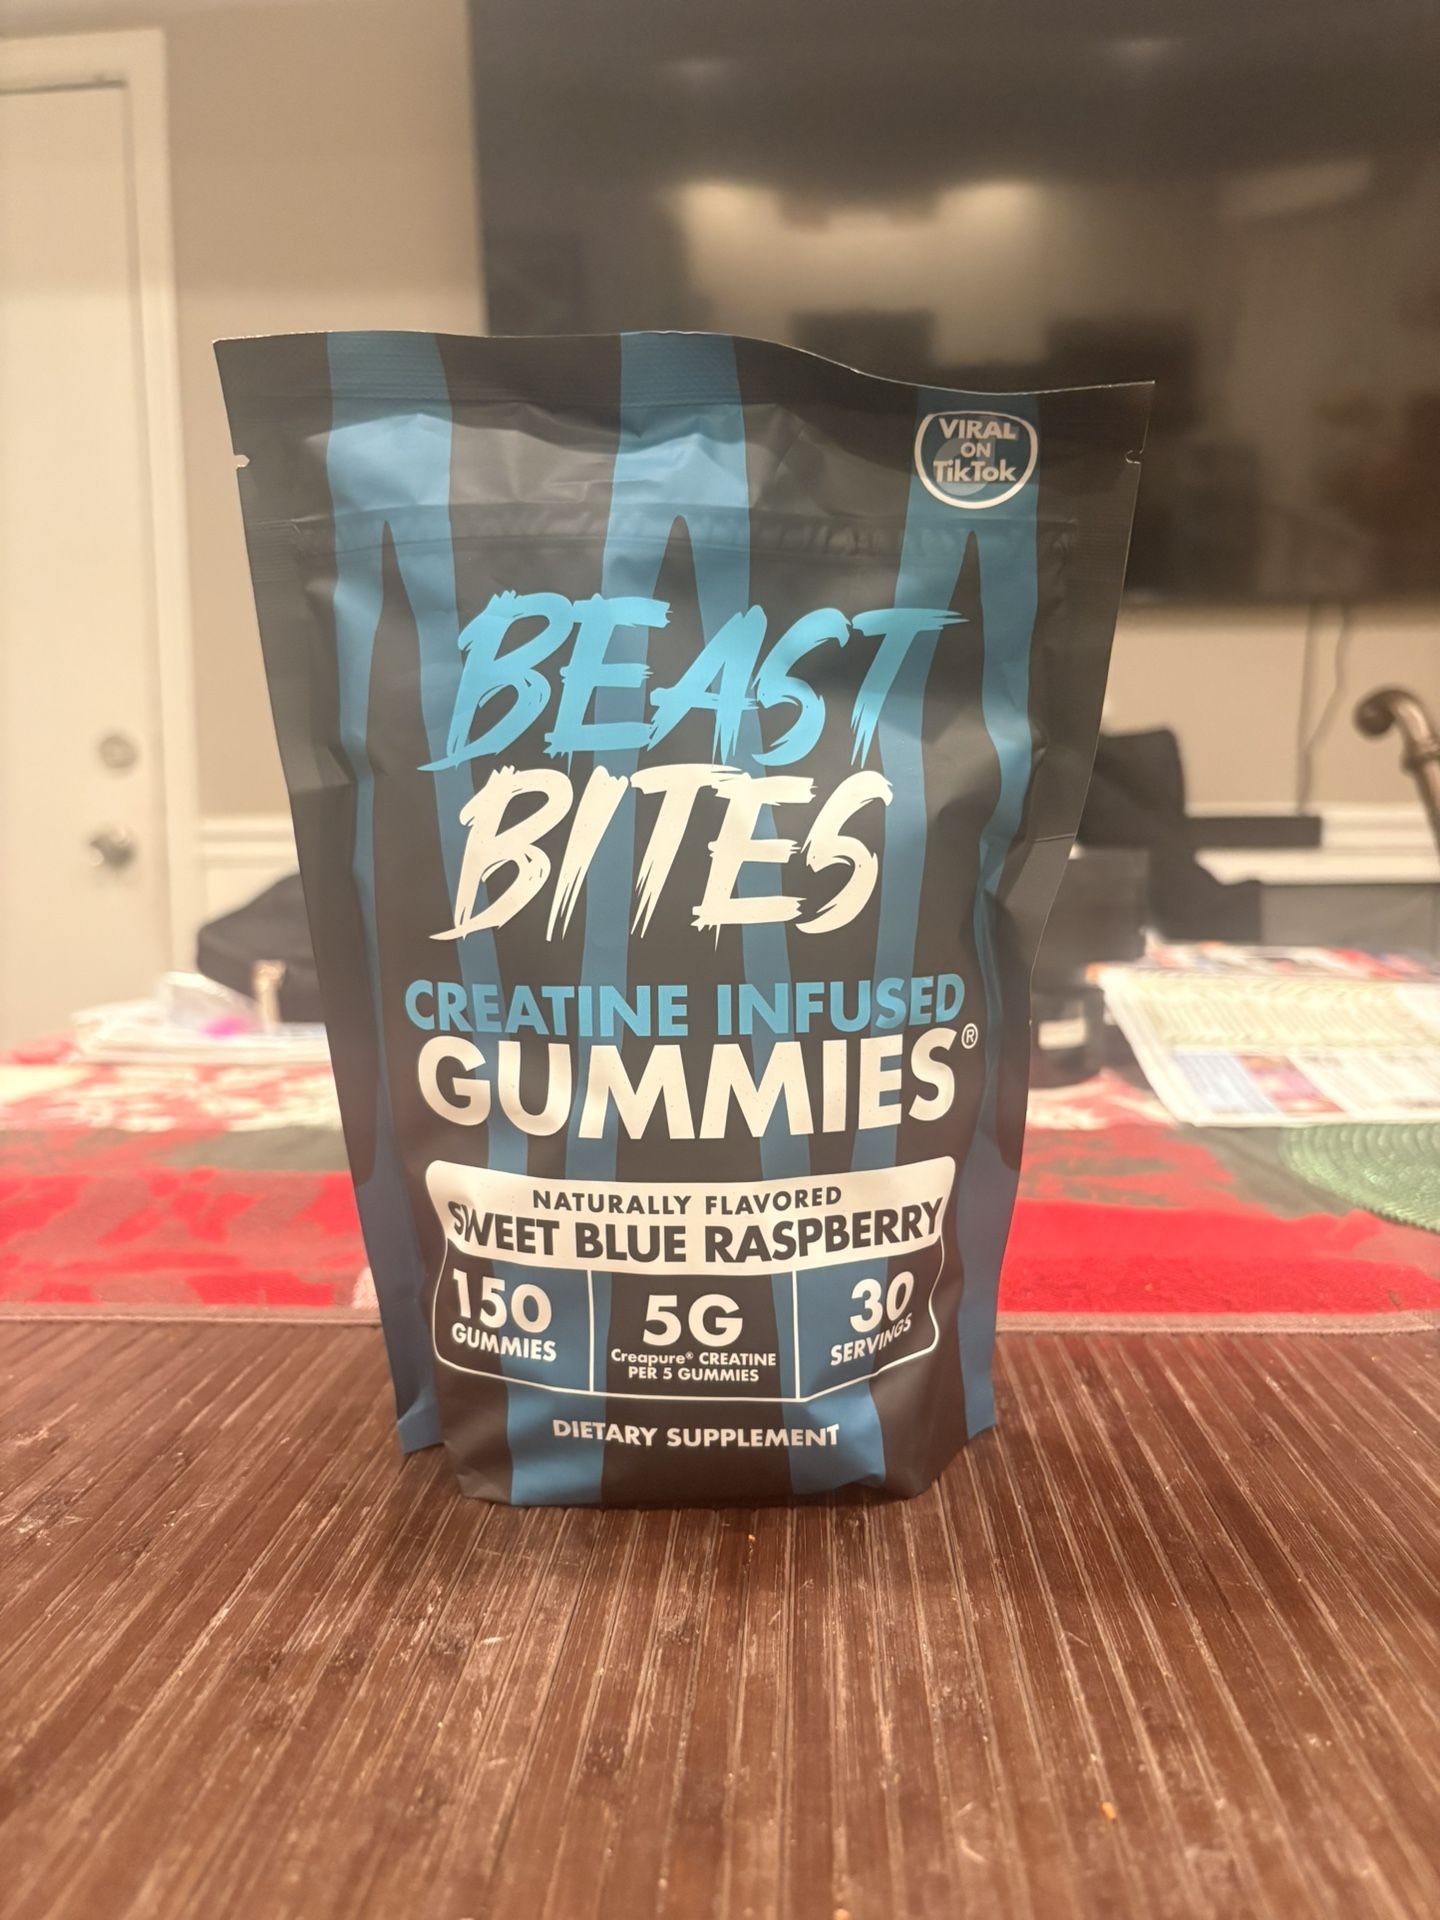 VIRAL
ON
TikTok
BEAST
BITES
CREATINE INFUSED
GUMMIES®
NATURALLY FLAVORED
SWEET BLUE RASPBERRY
150
GUMMIES
5G
Creapure® CREATINE
PER 5 GUMMIES
30
SERVINGS
DIETARY SUPPLEMENT